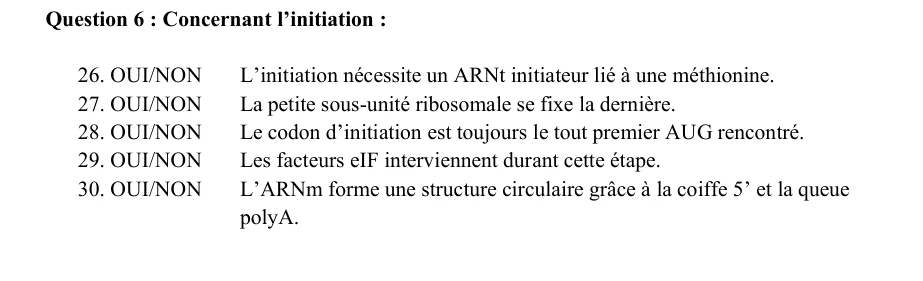 Question 6 : Concernant l’initiation :
26. OUI/NON L’initiation nécessite un ARNt initiateur lié à une méthionine.
27. OUI/NON La petite sous-unité ribosomale se fixe la dernière.
28. OUI/NON Le codon d’initiation est toujours le tout premier AUG rencontré.
29. OUI/NON Les facteurs eIF interviennent durant cette étape.
30. OUI/NON L’ARNm forme une structure circulaire grâce à la coiffe 5’ et la queue
polyA.